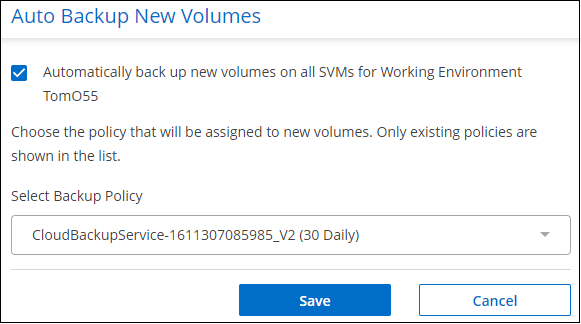 Auto Backup New Volumes
Automatically back up new volumes on all SVMs for Working Environment
TomO55
Choose the policy that will be assigned to new volumes. Only existing policies are
shown in the list.
Select Backup Policy
CloudBackupService-1611307085985_V2 (30 Daily)
Save
Cancel